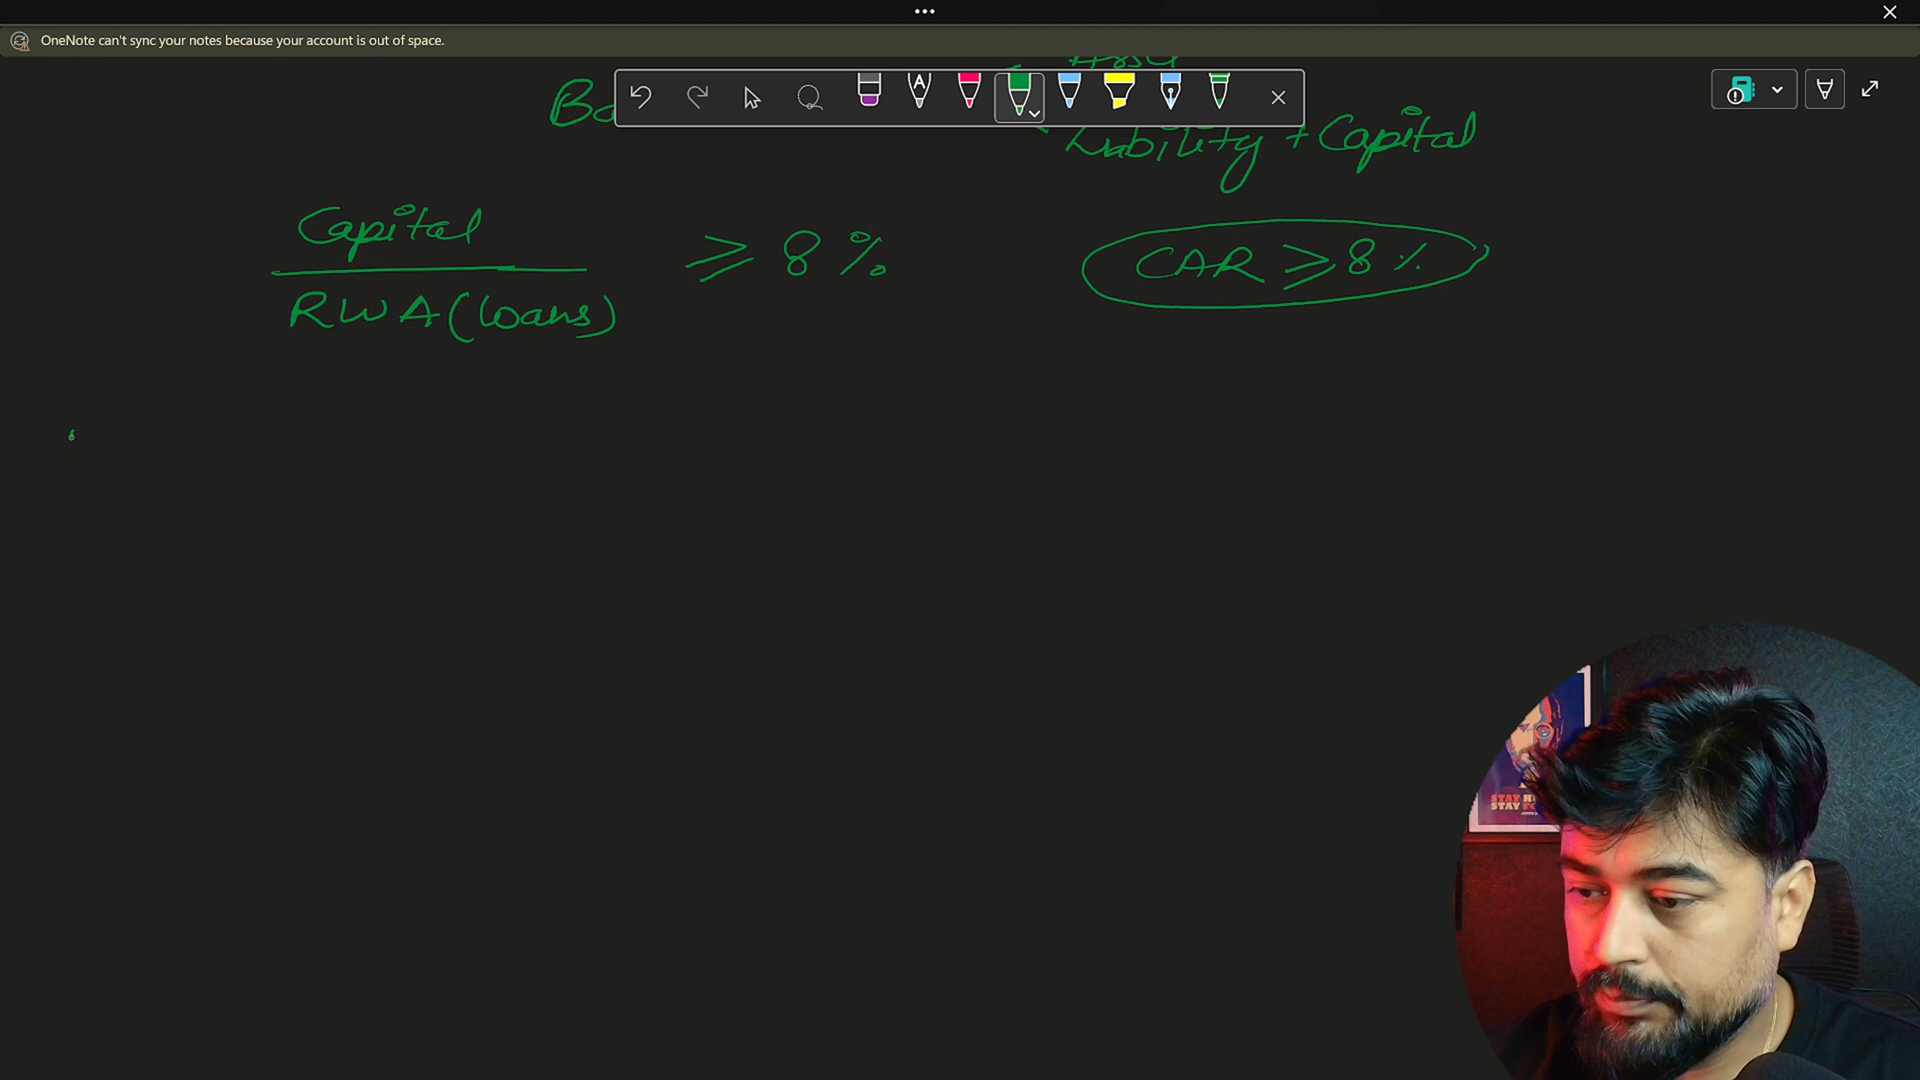 OneNote can't sync your notes because your account is out of space.
Liability + Capital
Capital
RWA (loans)
≥ 8 %
CAR ≥ 8 %
STAY
STAY